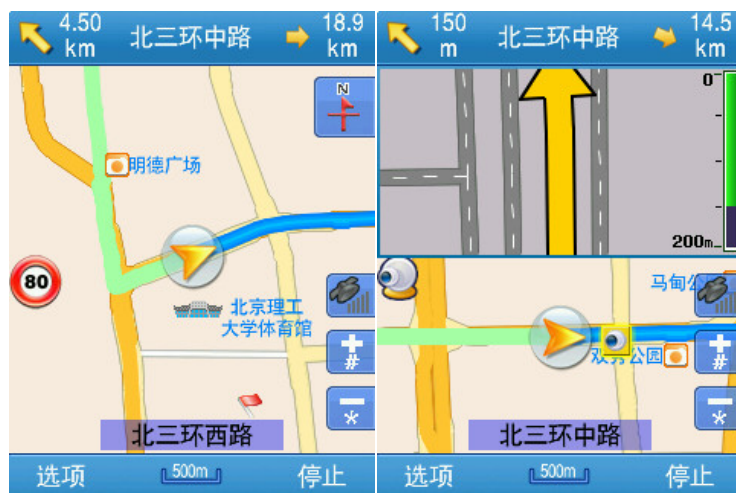 4.50
km
北三环中路
18.9
km
N
明德广场
80
北京理工
大学体育馆
#
*
北三环西路
选项
500m
停止
150
m
北三环中路
14.5
km
0
200m
马甸公
双秀公园
#
*
北三环中路
选项
500m
停止